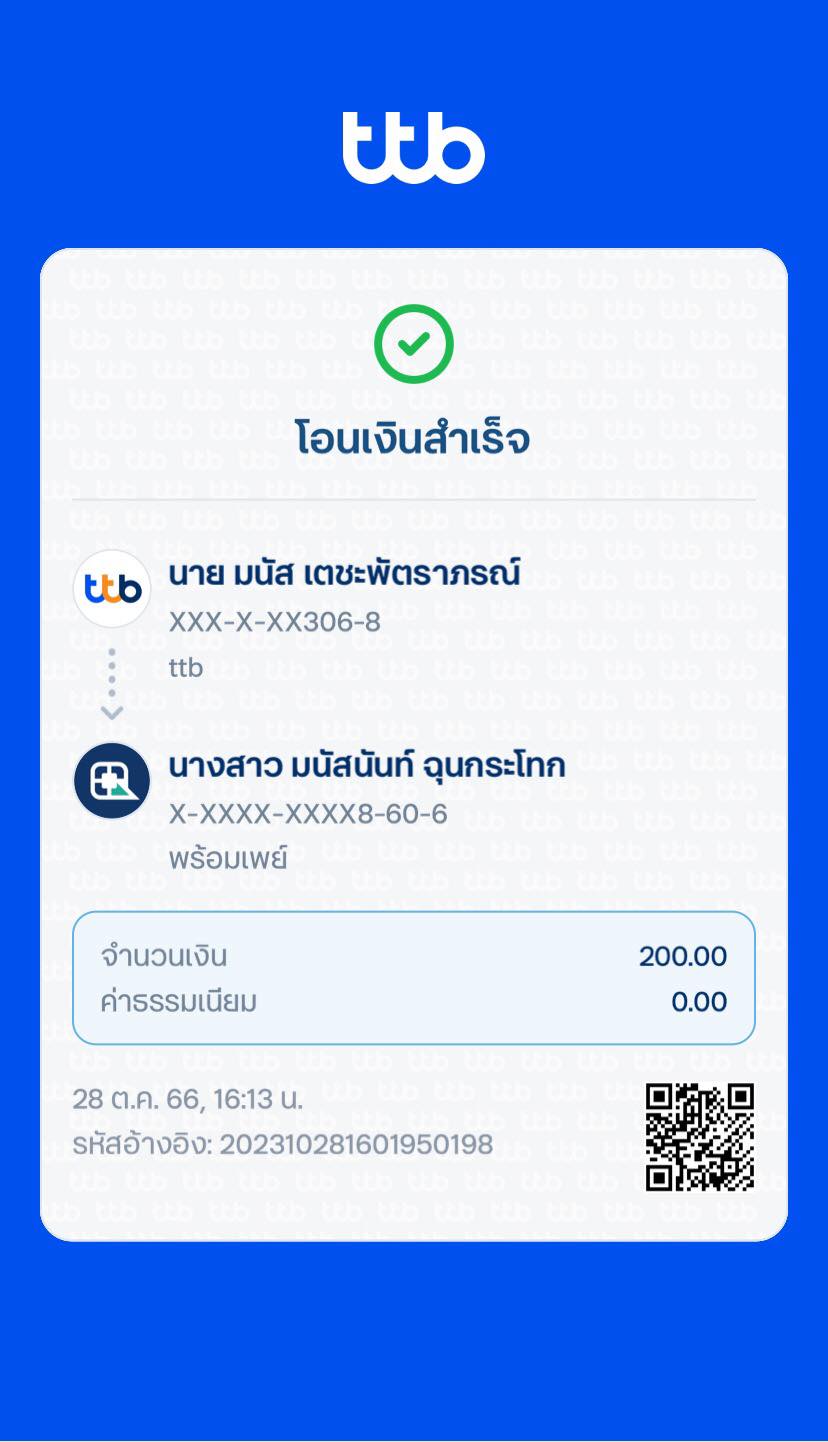 ttb
โอนเงินสำเร็จ
ttb
นาย มนัส เตชะพัตราภรณ์
XXX-X-XX306-8
ttb
นางสาว มนัสนันท์ ฉุนกระโทก
X-XXXX-XXXX8-60-6
พร้อมเพย์
จำนวนเงิน 200.00
ค่าธรรมเนียม 0.00
28 ต.ค. 66, 16:13 น.
รหัสอ้างอิง: 202310281601950198